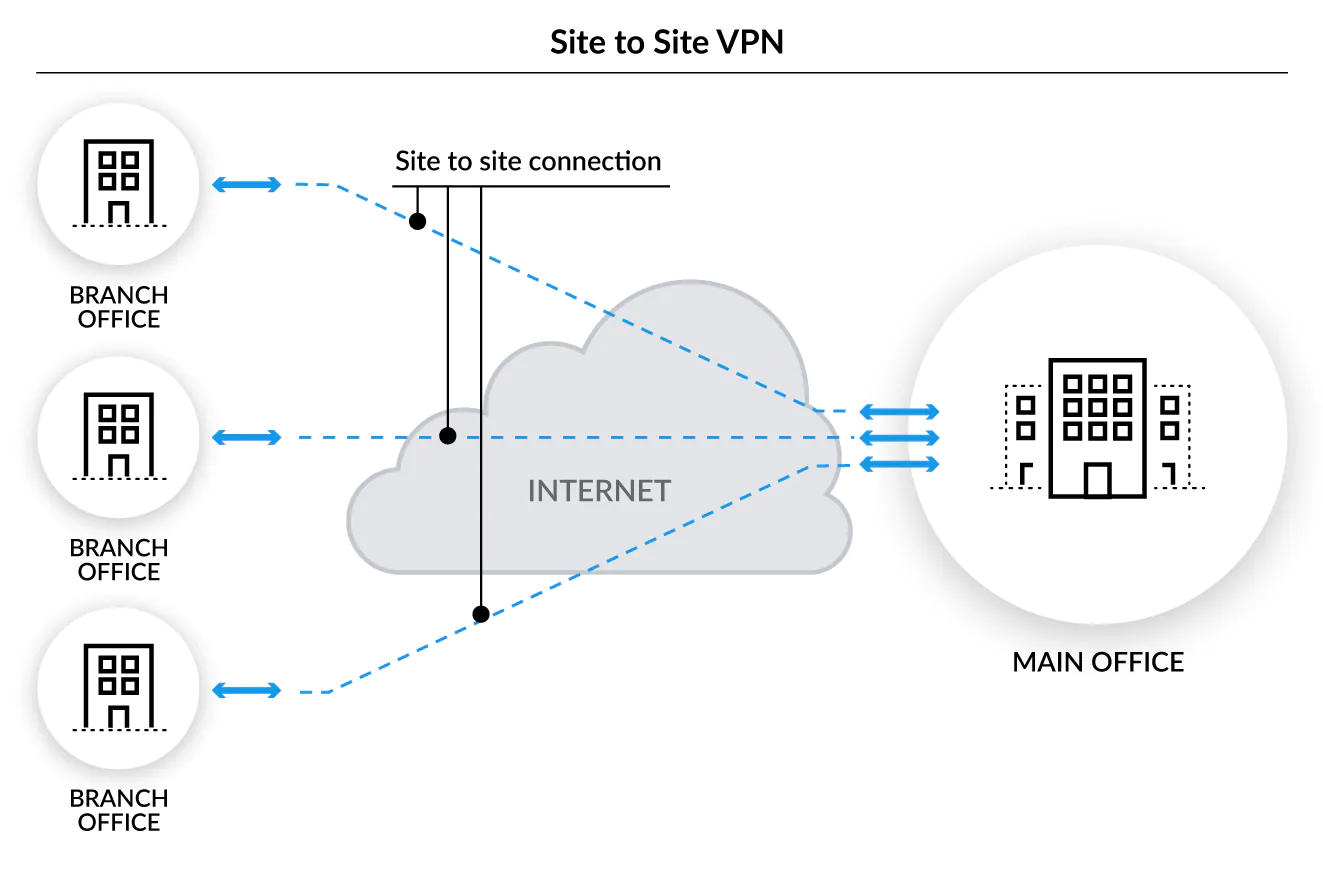 Site to Site VPN
Site to site connection
BRANCH
OFFICE
BRANCH
OFFICE
INTERNET
BRANCH
OFFICE
MAIN OFFICE